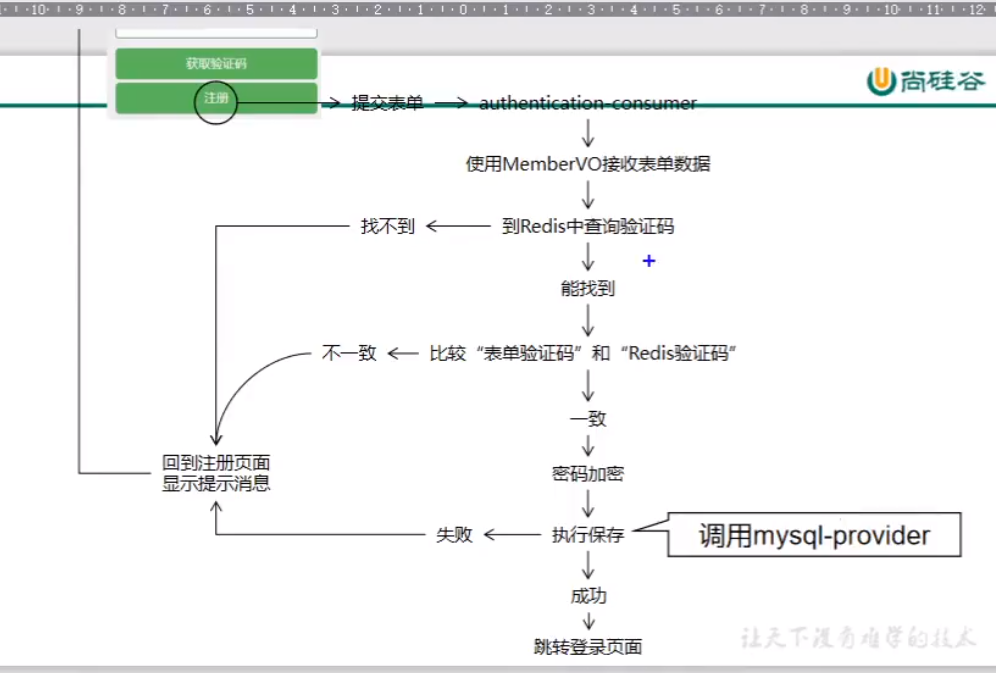 10 9 8 7 6 5 4 3 2 1 0 1 2 3 4 5 6 7 8 9 10 11 12
获取验证码
尚硅谷
注册 提交表单 authentication-consumer
使用MemberVO接收表单数据
找不到 到Redis中查询验证码
能找到
不一致 比较“表单验证码”和“Redis验证码”
一致
回到注册页面
显示提示消息
密码加密
失败 执行保存 调用mysql-provider
成功
让天下没有难学的技术
跳转登录页面